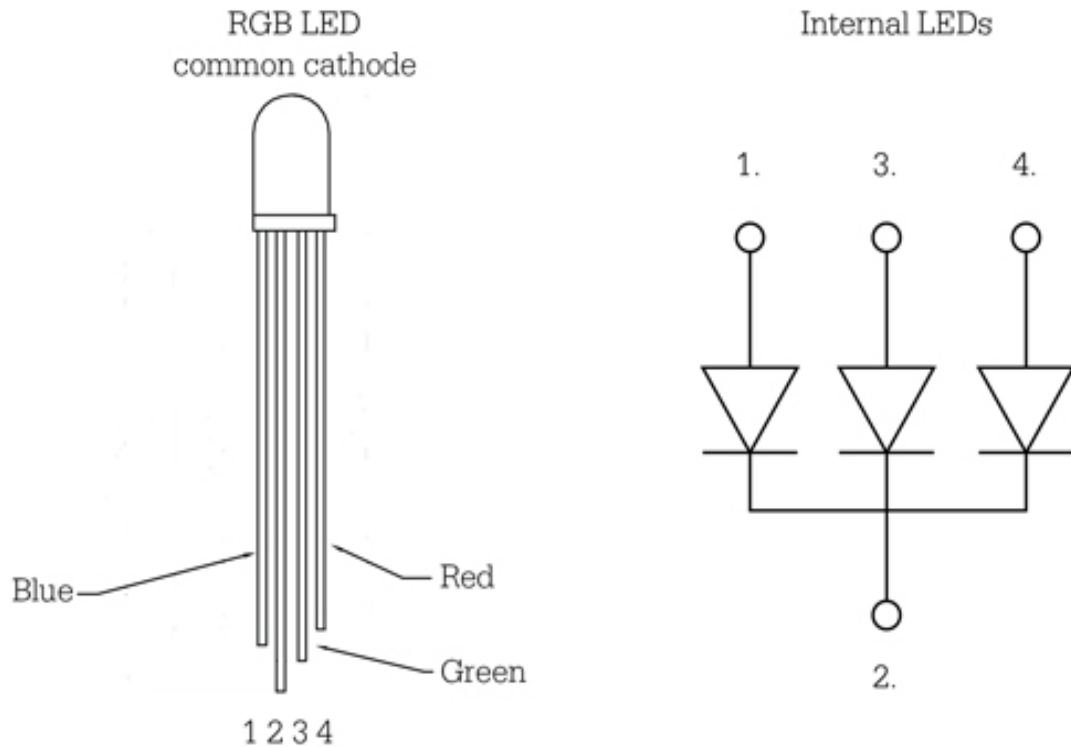 RGB LED
common cathode
Blue
Red
Green
1 2 3 4
Internal LEDs
1.
3.
4.
2.